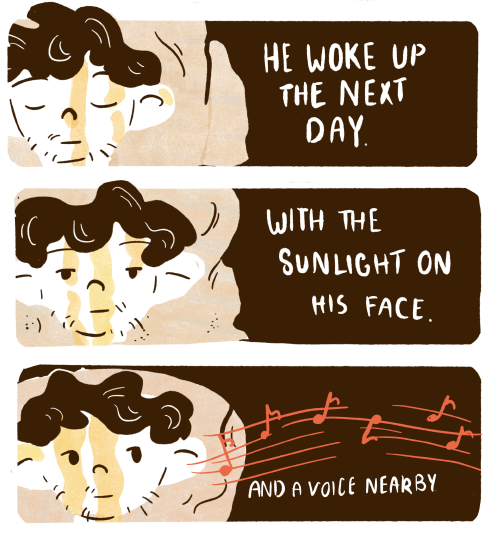 HE WOKE UP
THE NEXT
DAY.
WITH THE
SUNLIGHT ON
HIS FACE.
AND A VOICE NEARBY